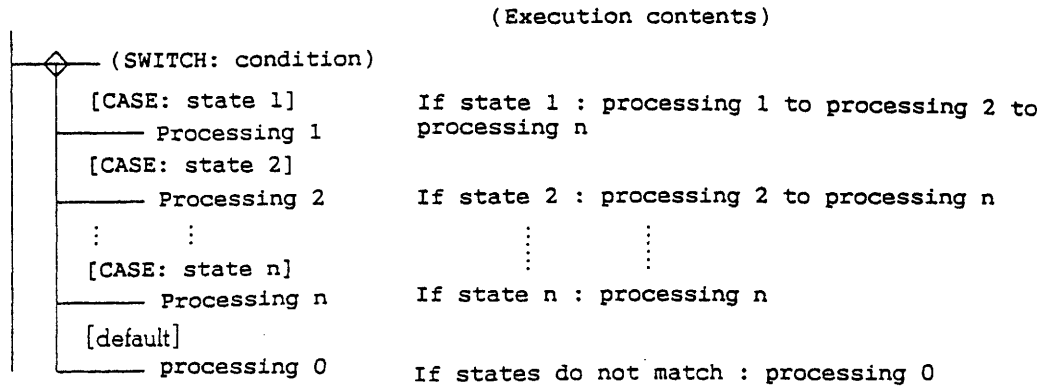 (Execution contents)
(SWITCH: condition)
[CASE: state 1]
If state 1 : processing 1 to processing 2 to
processing n
Processing 1
[CASE: state 2]
Processing 2
If state 2 : processing 2 to processing n
[CASE: state n]
Processing n
If state n : processing n
[default]
processing 0
If states do not match : processing 0